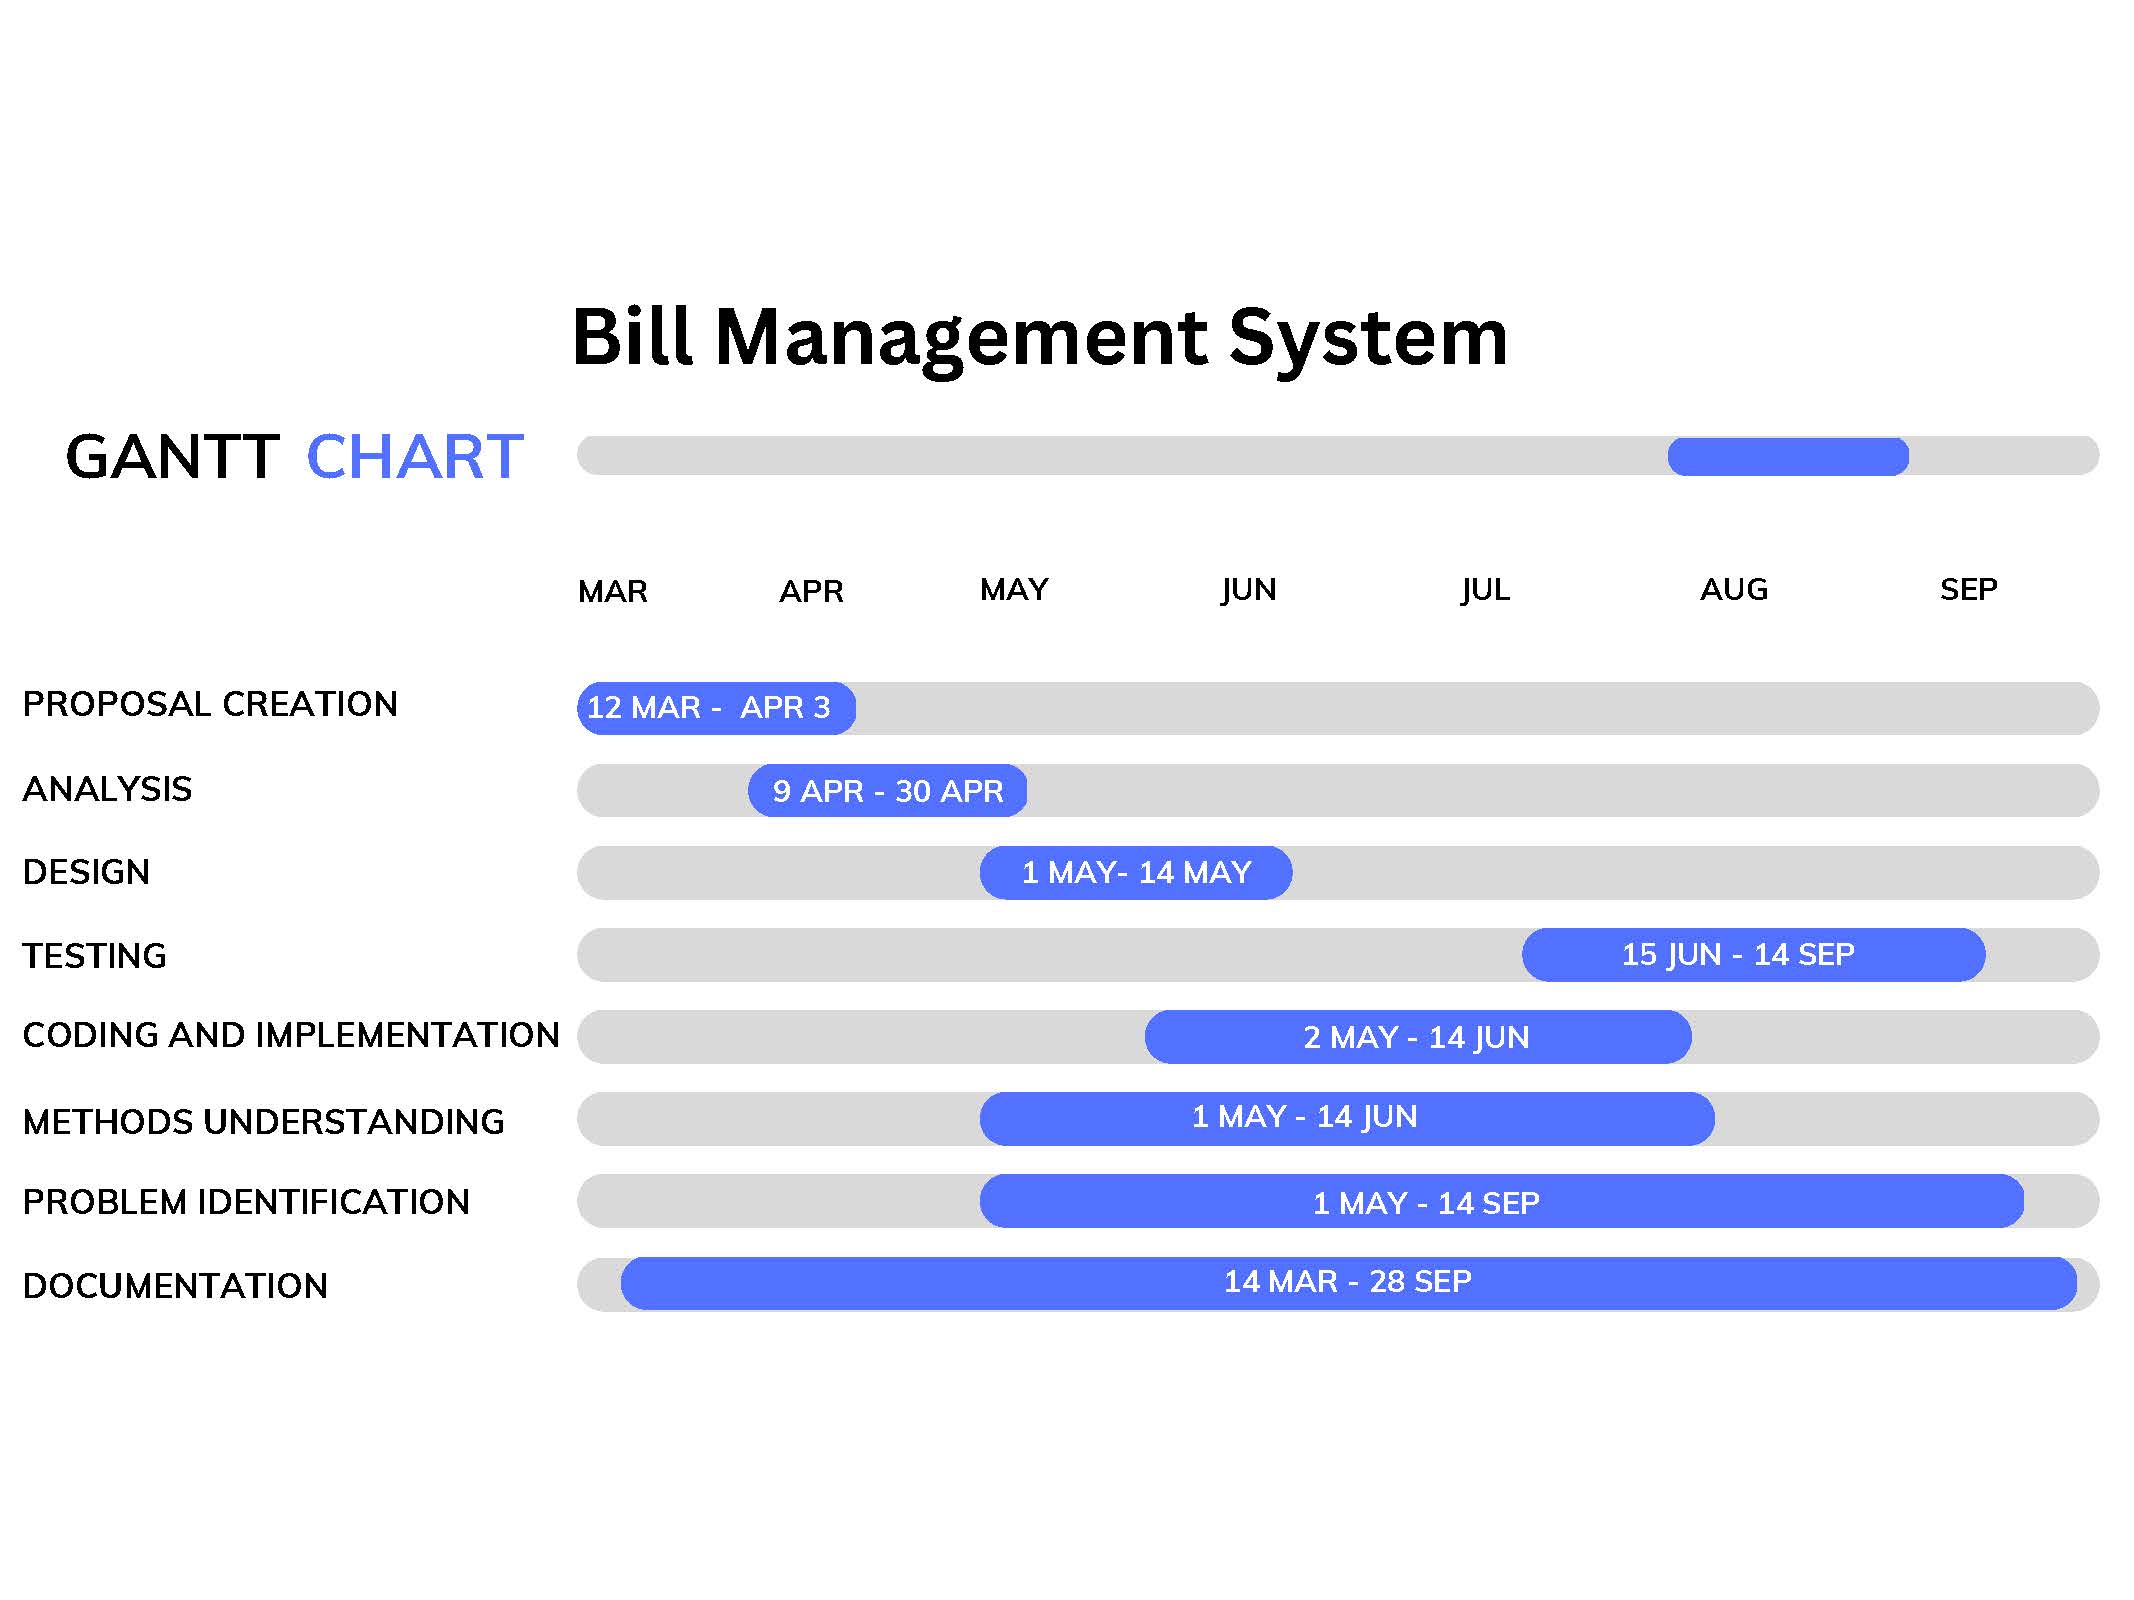 Bill Management System
GANTT CHART
MAR APR MAY JUN JUL AUG SEP
PROPOSAL CREATION 12 MAR - APR 3
ANALYSIS 9 APR - 30 APR
DESIGN 1 MAY- 14 MAY
TESTING 15 JUN - 14 SEP
CODING AND IMPLEMENTATION 2 MAY - 14 JUN
METHODS UNDERSTANDING 1 MAY - 14 JUN
PROBLEM IDENTIFICATION 1 MAY - 14 SEP
DOCUMENTATION 14 MAR - 28 SEP